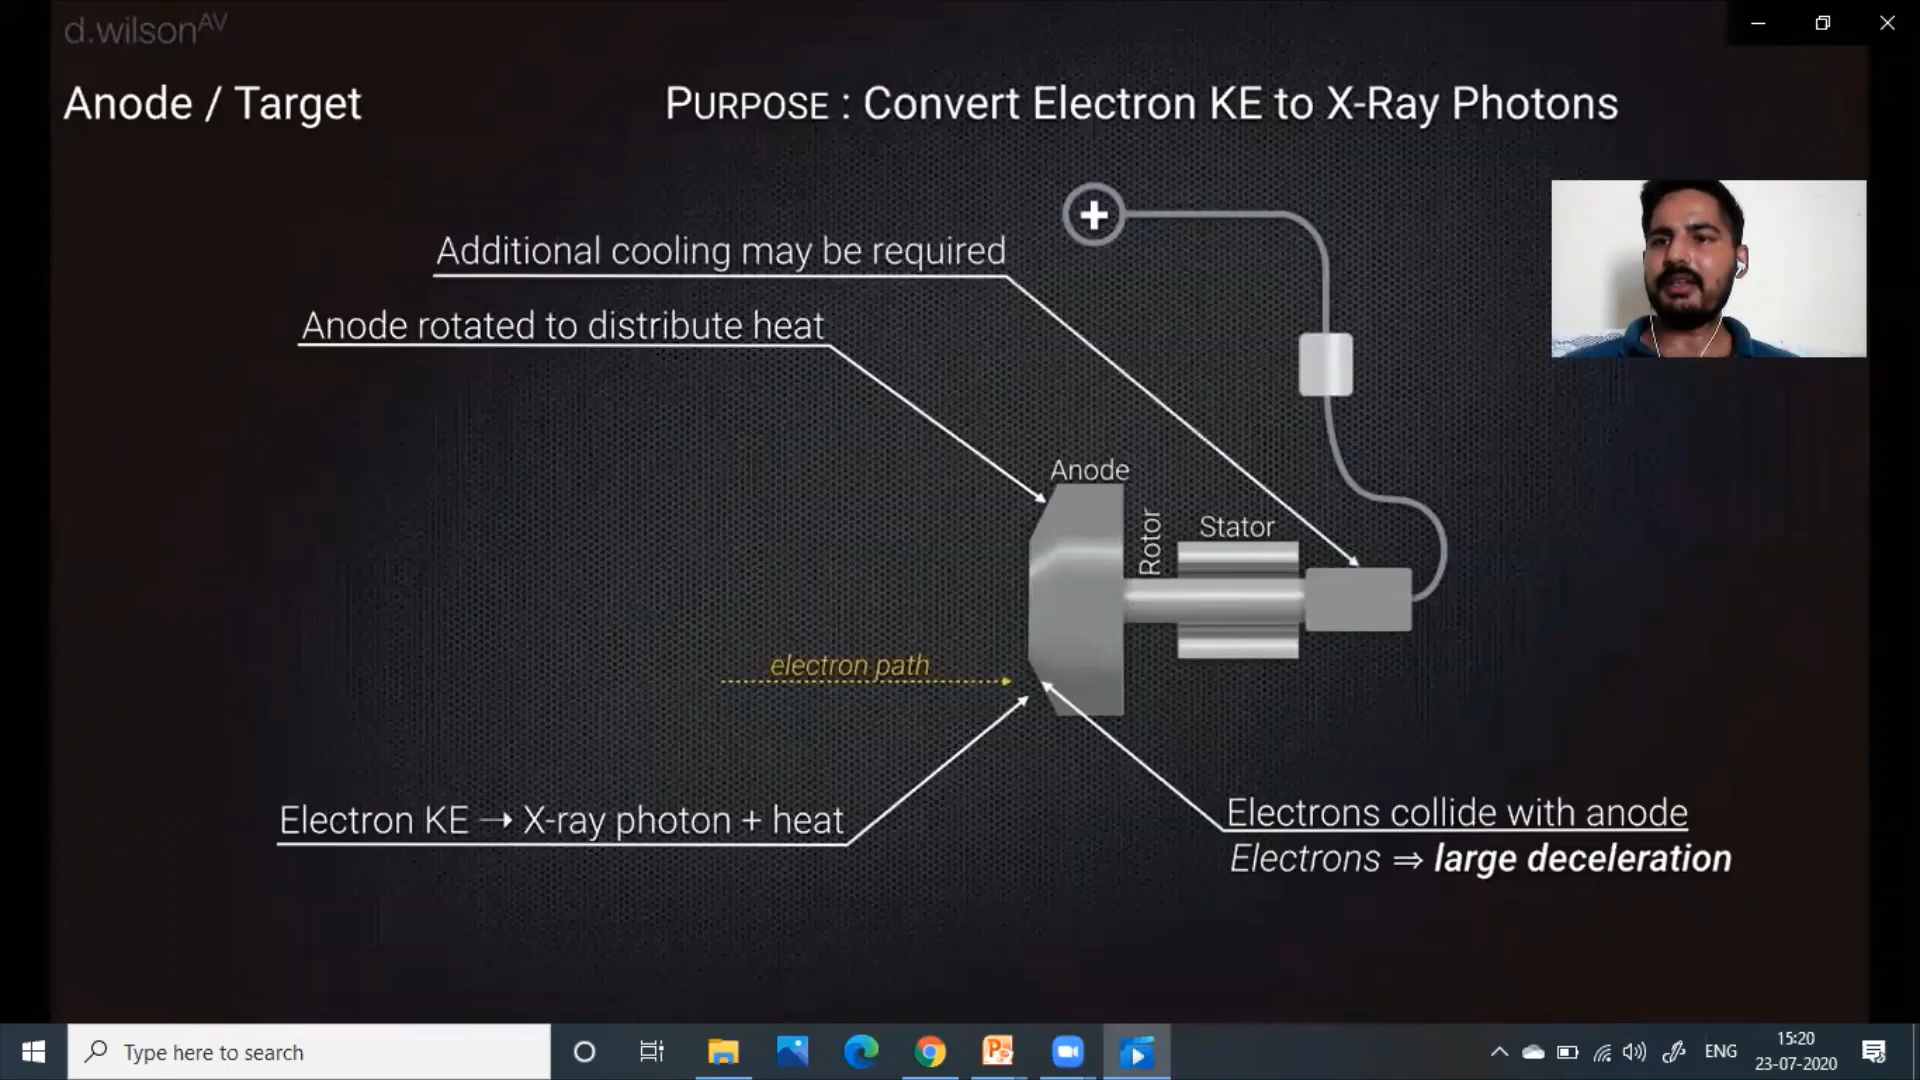 d.wilsonAV
Anode / Target
PURPOSE : Convert Electron KE to X-Ray Photons
Additional cooling may be required
Anode rotated to distribute heat
Anode
Rotor
Stator
electron path
Electron KE → X-ray photon + heat
Electrons collide with anode
Electrons ⇒ large deceleration
Type here to search
ENG
15:20
23-07-2020